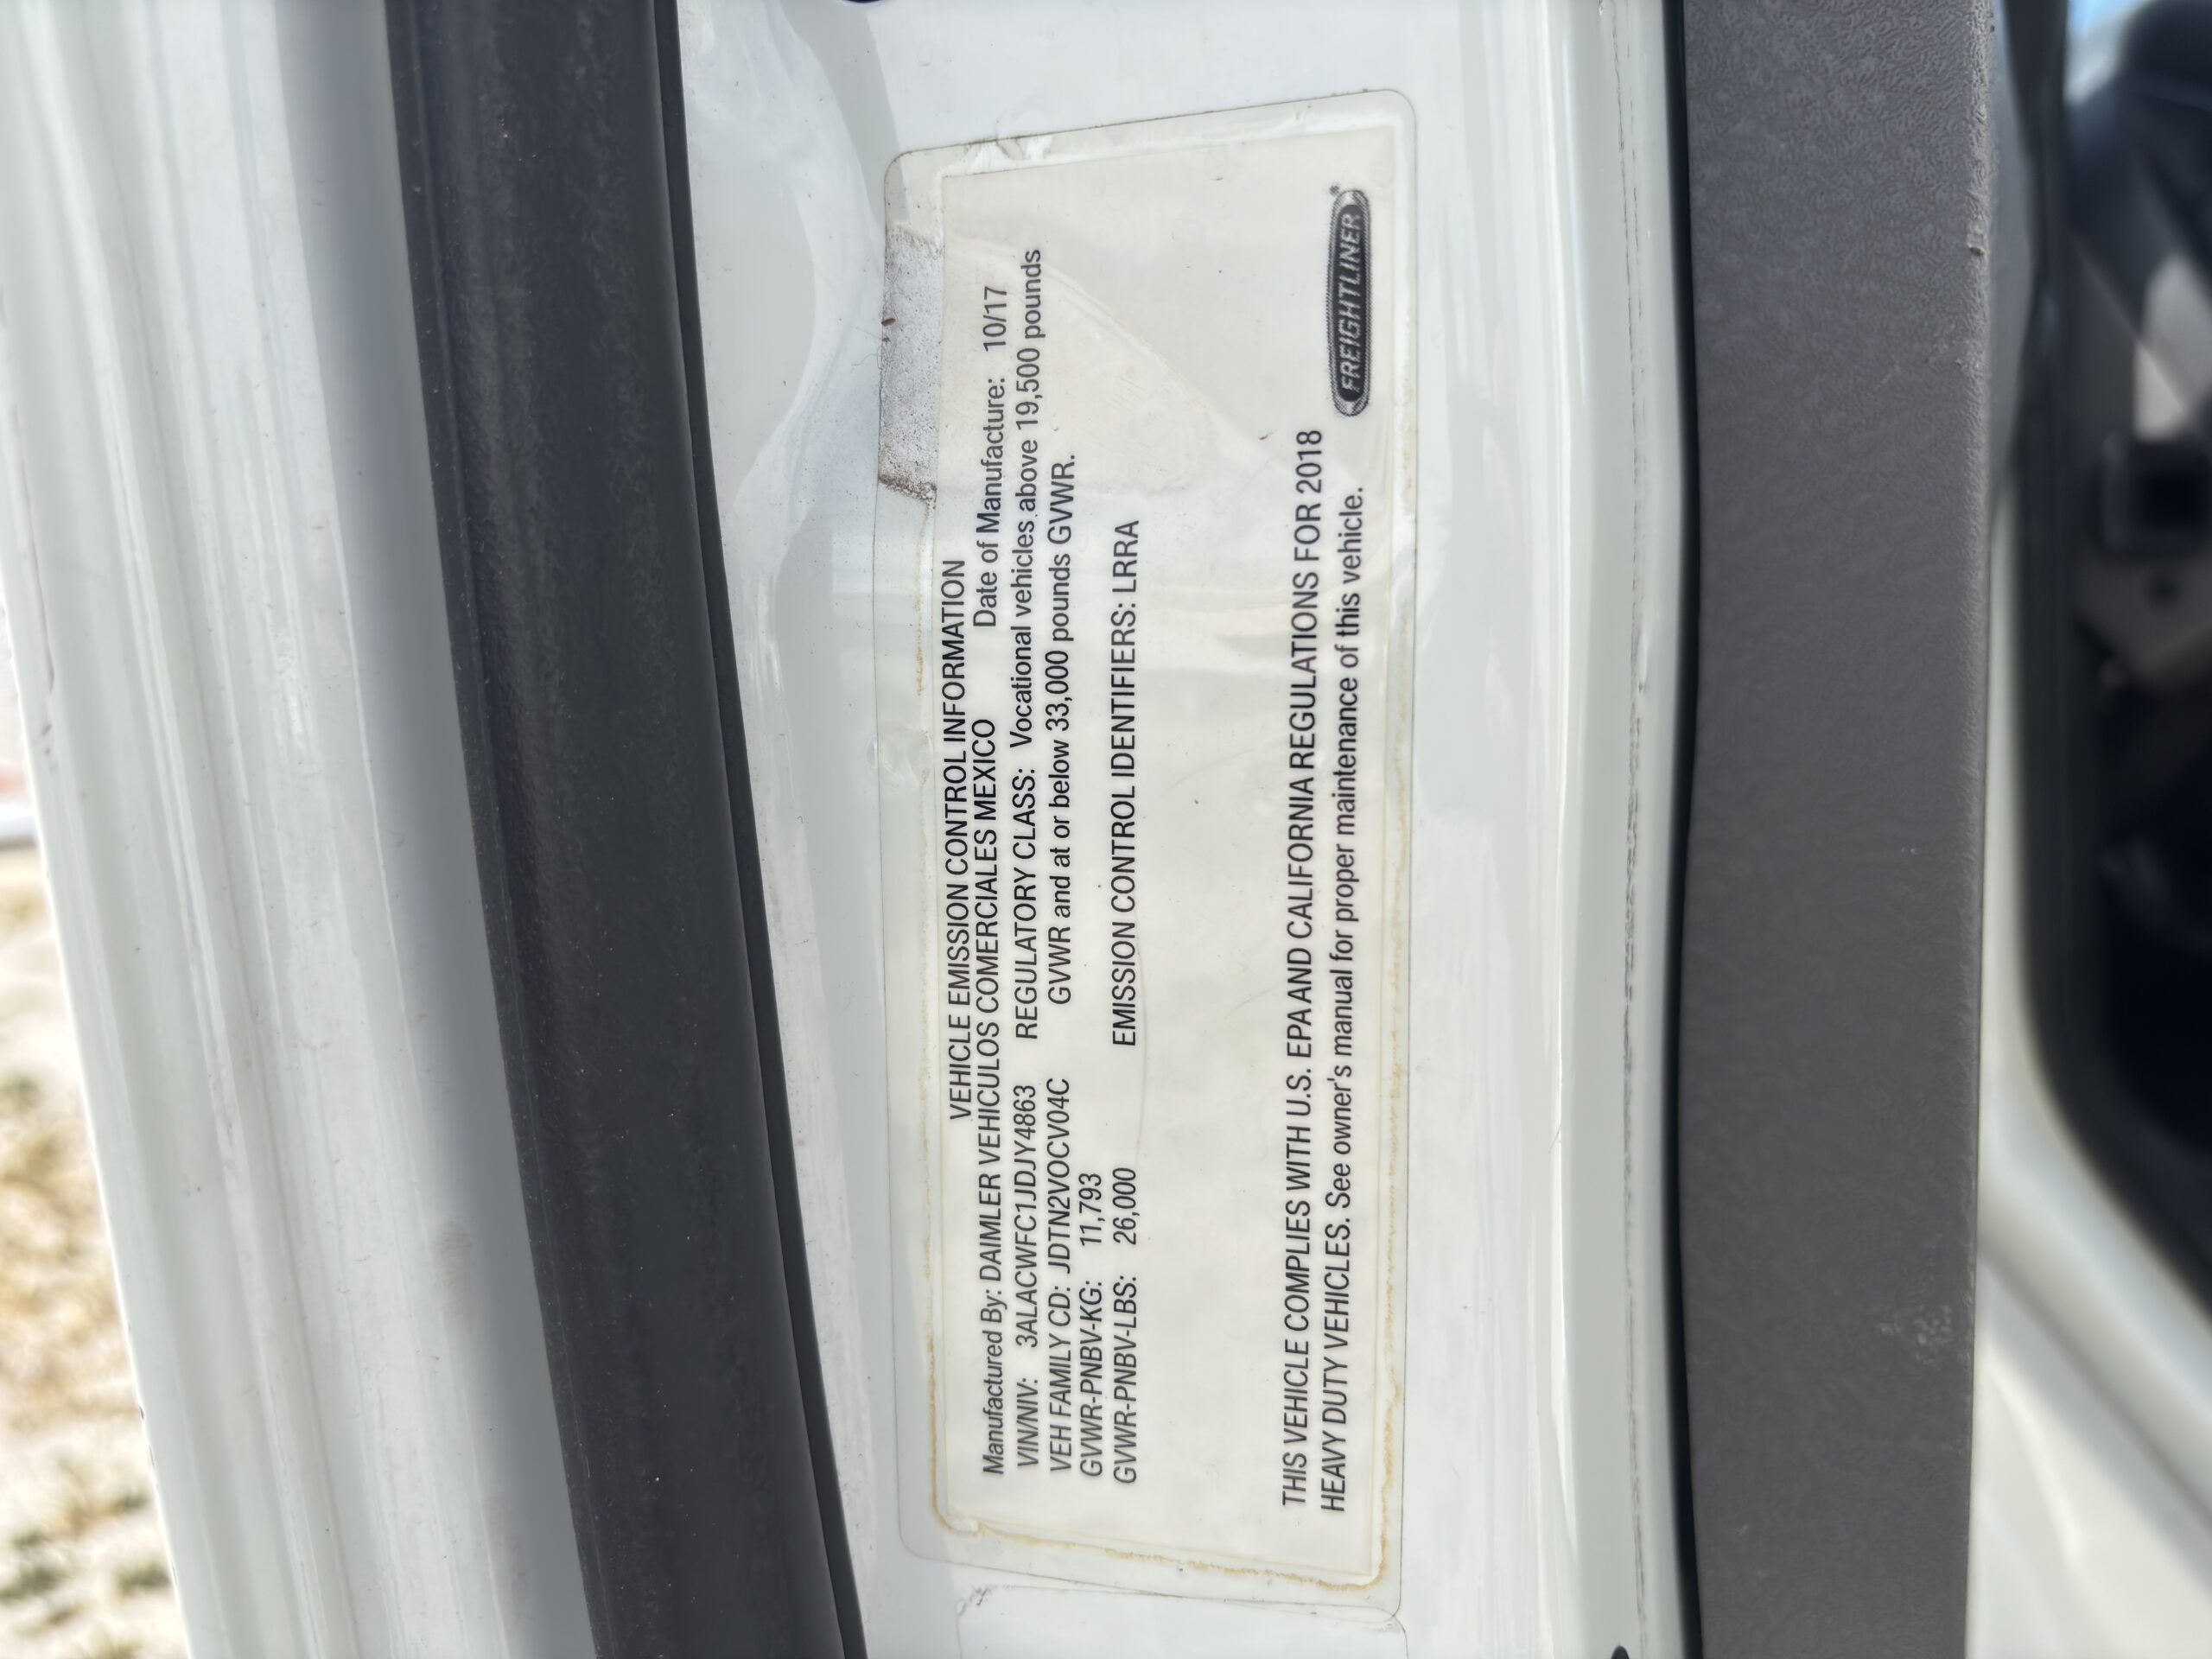 VEHICLE EMISSION CONTROL INFORMATION
Manufactured By: DAIMLER VEHICULOS COMERCIALES MEXICO Date of Manufacture: 10/17
VIN/NIV: 3ALACWFC1JDJY4863 REGULATORY CLASS: Vocational vehicles above 19,500 pounds
VEH FAMILY CD: JDTN2VOCV04C GVWR and at or below 33,000 pounds GVWR.
GVWR-PNBV-KG: 11,793
GVWR-PNBV-LBS: 26,000 EMISSION CONTROL IDENTIFIERS: LRRA
THIS VEHICLE COMPLIES WITH U.S. EPA AND CALIFORNIA REGULATIONS FOR 2018
HEAVY DUTY VEHICLES. See owner's manual for proper maintenance of this vehicle.
FREIGHTLINER